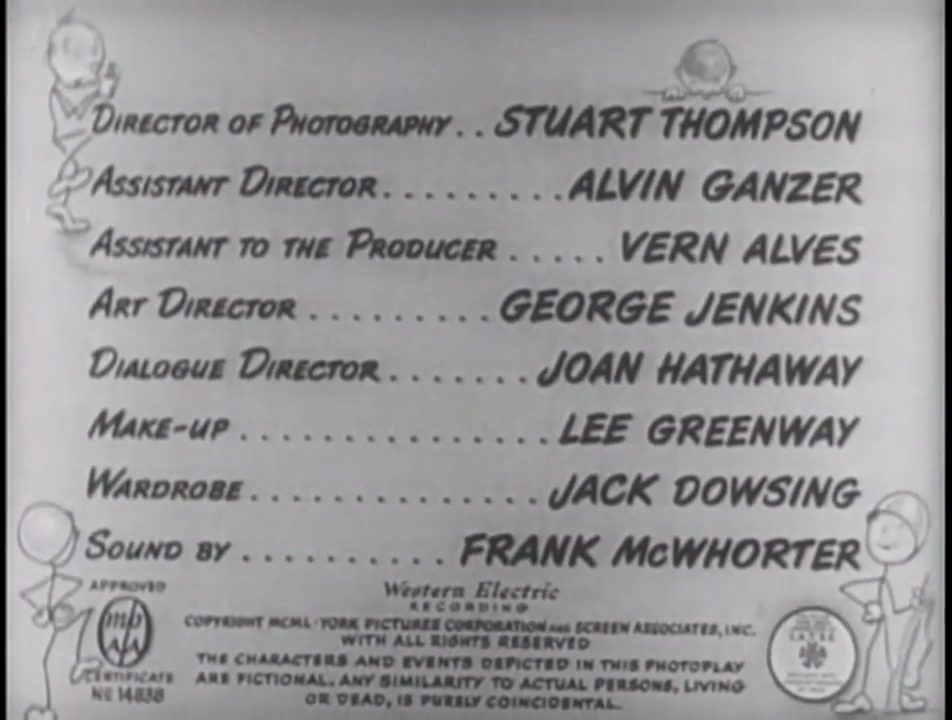 DIRECTOR OF PHOTOGRAPHY.. STUART THOMPSON
ASSISTANT DIRECTOR......... ALVIN GANZER
ASSISTANT TO THE PRODUCER ..... VERN ALVES
ART DIRECTOR ......... GEORGE JENKINS
DIALOGUE DIRECTOR....... JOAN HATHAWAY
MAKE-UP ............... LEE GREENWAY
WARDROBE.............. JACK DOWSING
SOUND BY .......... FRANK McWHORTER
APPROVED
CERTIFICATE
No 14838
Western Electric
RECORDING
COPYRIGHT MCML·YORK PICTURES CORPORATION AND SCREEN ASSOCIATES, INC.
WITH ALL RIGHTS RESERVED
THE CHARACTERS AND EVENTS DEPICTED IN THIS PHOTOPLAY
ARE FICTIONAL. ANY SIMILARITY TO ACTUAL PERSONS, LIVING
OR DEAD, IS PURELY COINCIDENTAL.
I.A.T.S.E.